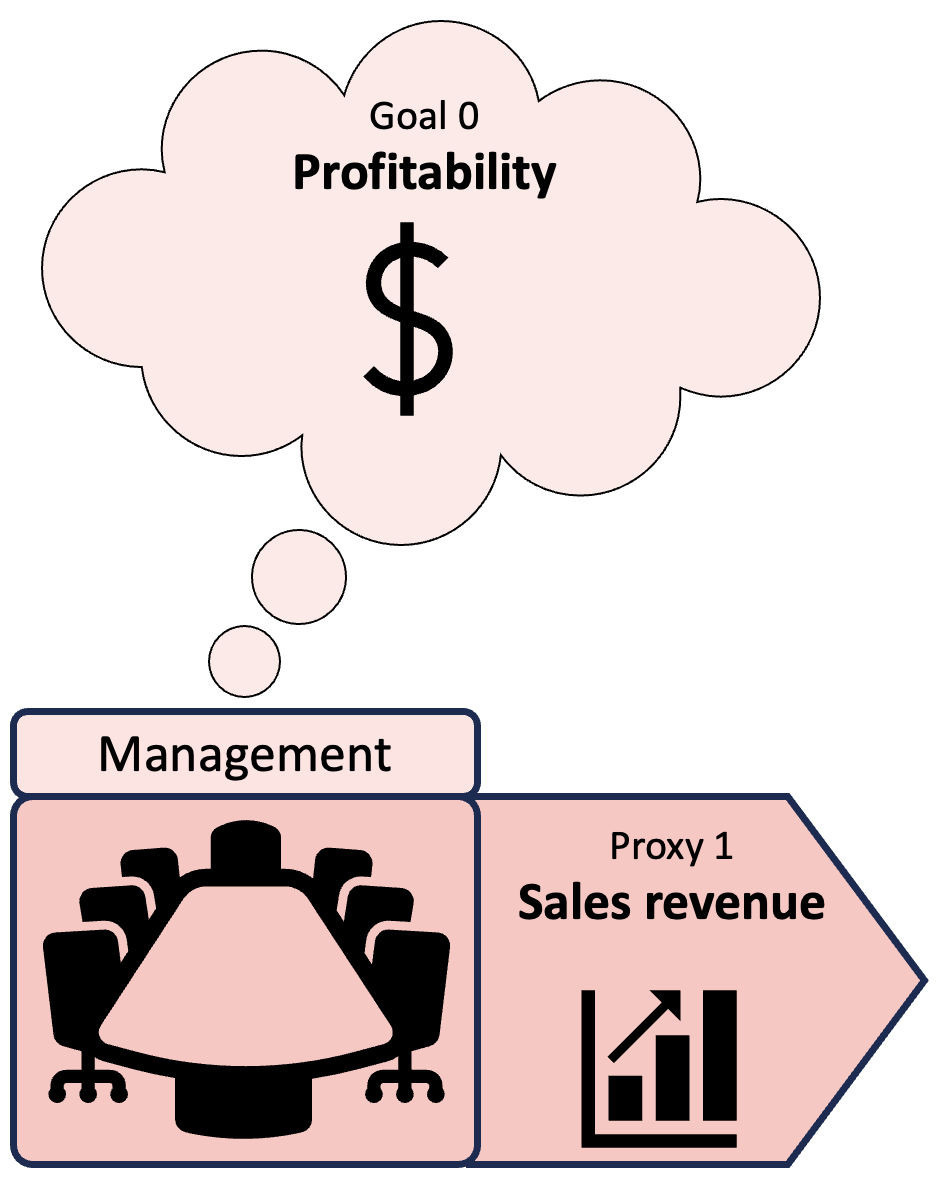 Goal 0
Profitability
$
Management
Proxy 1
Sales revenue